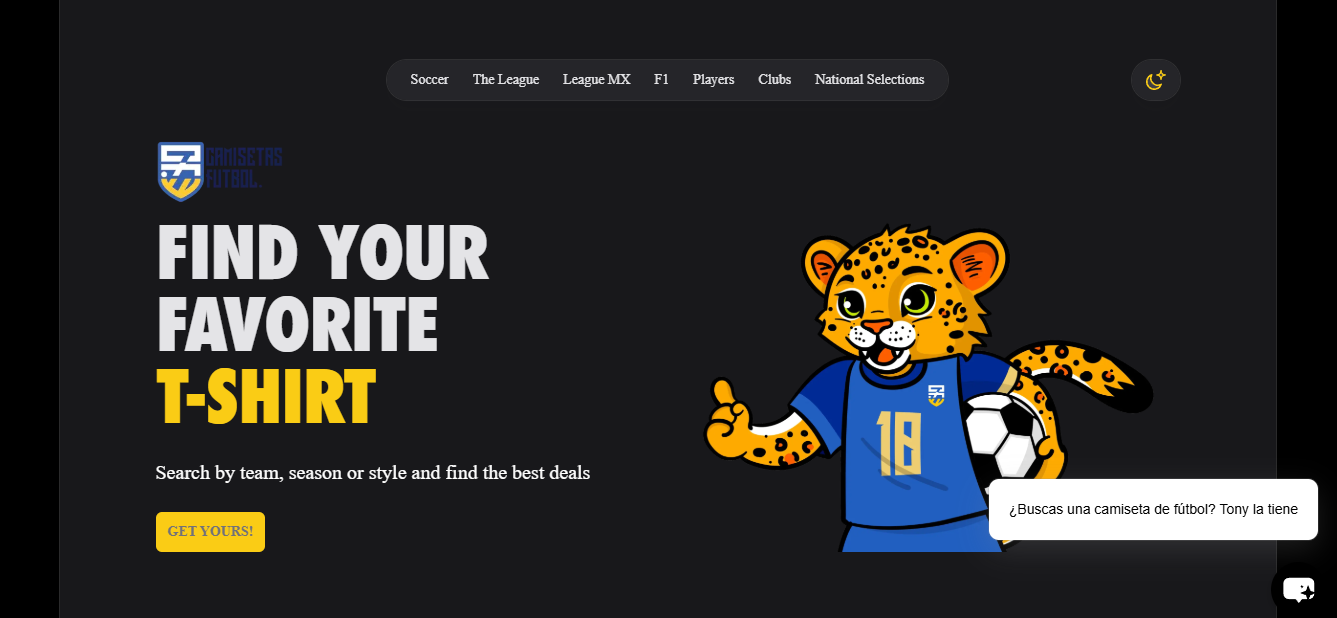 Soccer The League League MX F1 Players Clubs National Selections
CAMISETAS
FUTBOL.
FIND YOUR
FAVORITE
T-SHIRT
18
Search by team, season or style and find the best deals
GET YOURS!
¿Buscas una camiseta de fútbol? Tony la tiene